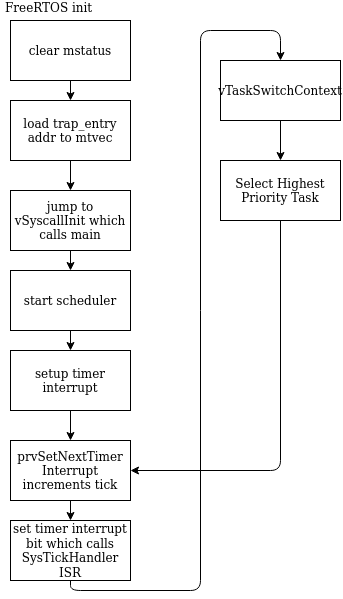 FreeRTOS init
clear mstatus
load trap_entry
addr to mtvec
jump to
vSyscallInit which
calls main
start scheduler
setup timer
interrupt
prvSetNextTimer
Interrupt
increments tick
set timer interrupt
bit which calls
SysTickHandler
ISR
vTaskSwitchContext
Select Highest
Priority Task